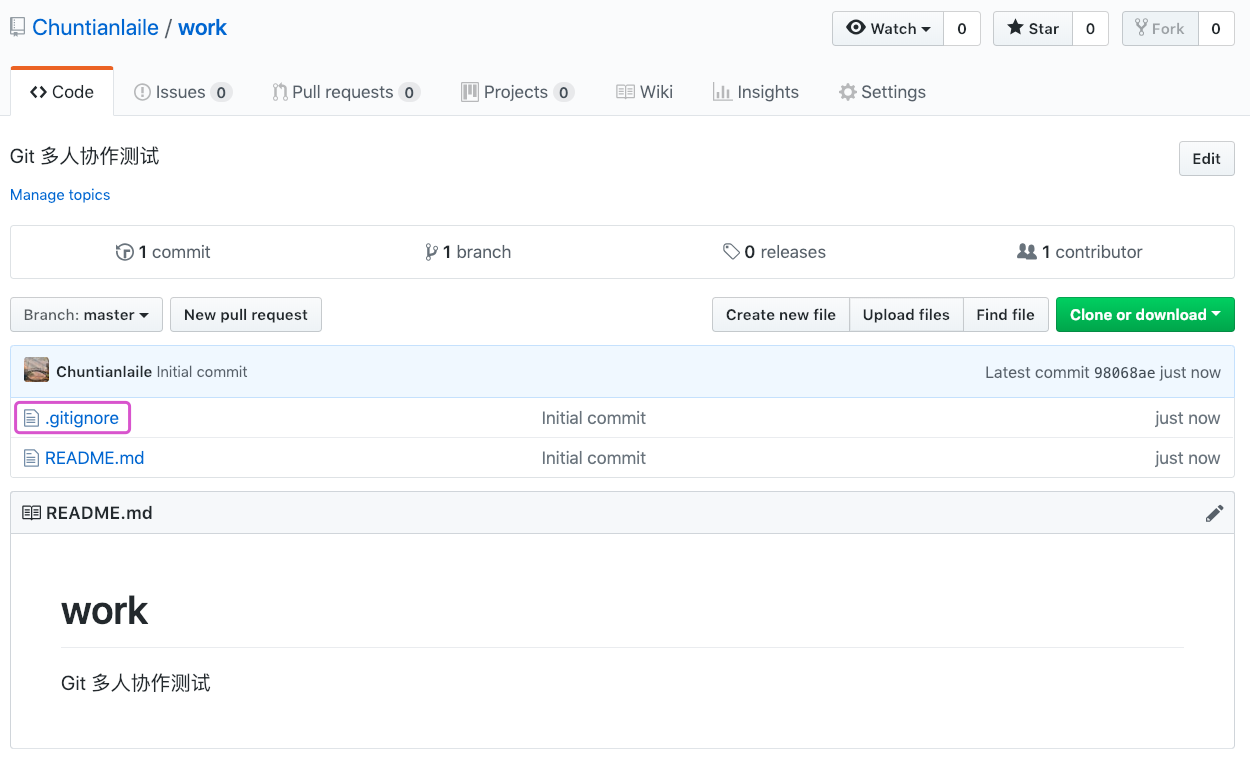 Chuntianlaile / work
Watch 0 Star 0 Fork 0
Code Issues 0 Pull requests 0 Projects 0 Wiki Insights Settings
Git 多人协作测试
Edit
Manage topics
1 commit 1 branch 0 releases 1 contributor
Branch: master New pull request Create new file Upload files Find file Clone or download
Chuntianlaile Initial commit Latest commit 98068ae just now
.gitignore Initial commit just now
README.md Initial commit just now
README.md
work
Git 多人协作测试